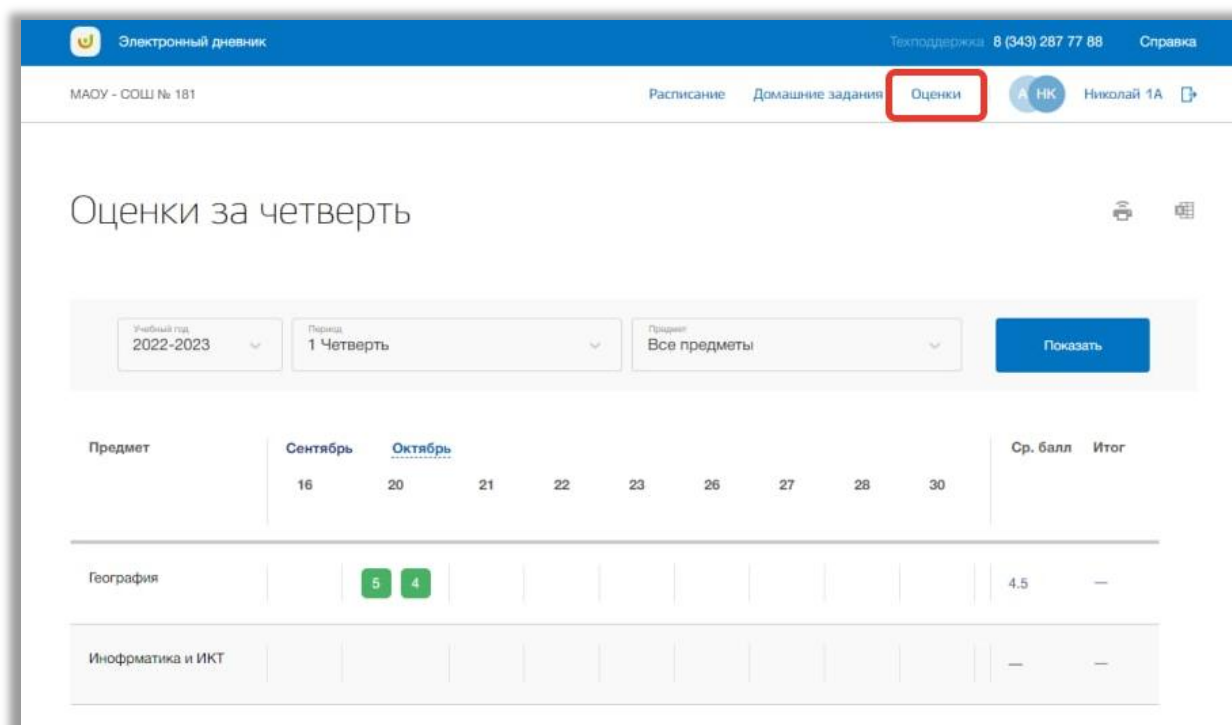 Электронный дневник
Техподдержка 8 (343) 287 77 88 Справка
МАОУ - СОШ № 181
Расписание Домашние задания Оценки А НК Николай 1А
Оценки за четверть
Учебный год
2022-2023
Период
1 Четверть
Предмет
Все предметы
Показать
Предмет Сентябрь Октябрь Ср. балл Итог
16 20 21 22 23 26 27 28 30
География 5 4 4.5 —
Инофрматика и ИКТ — —